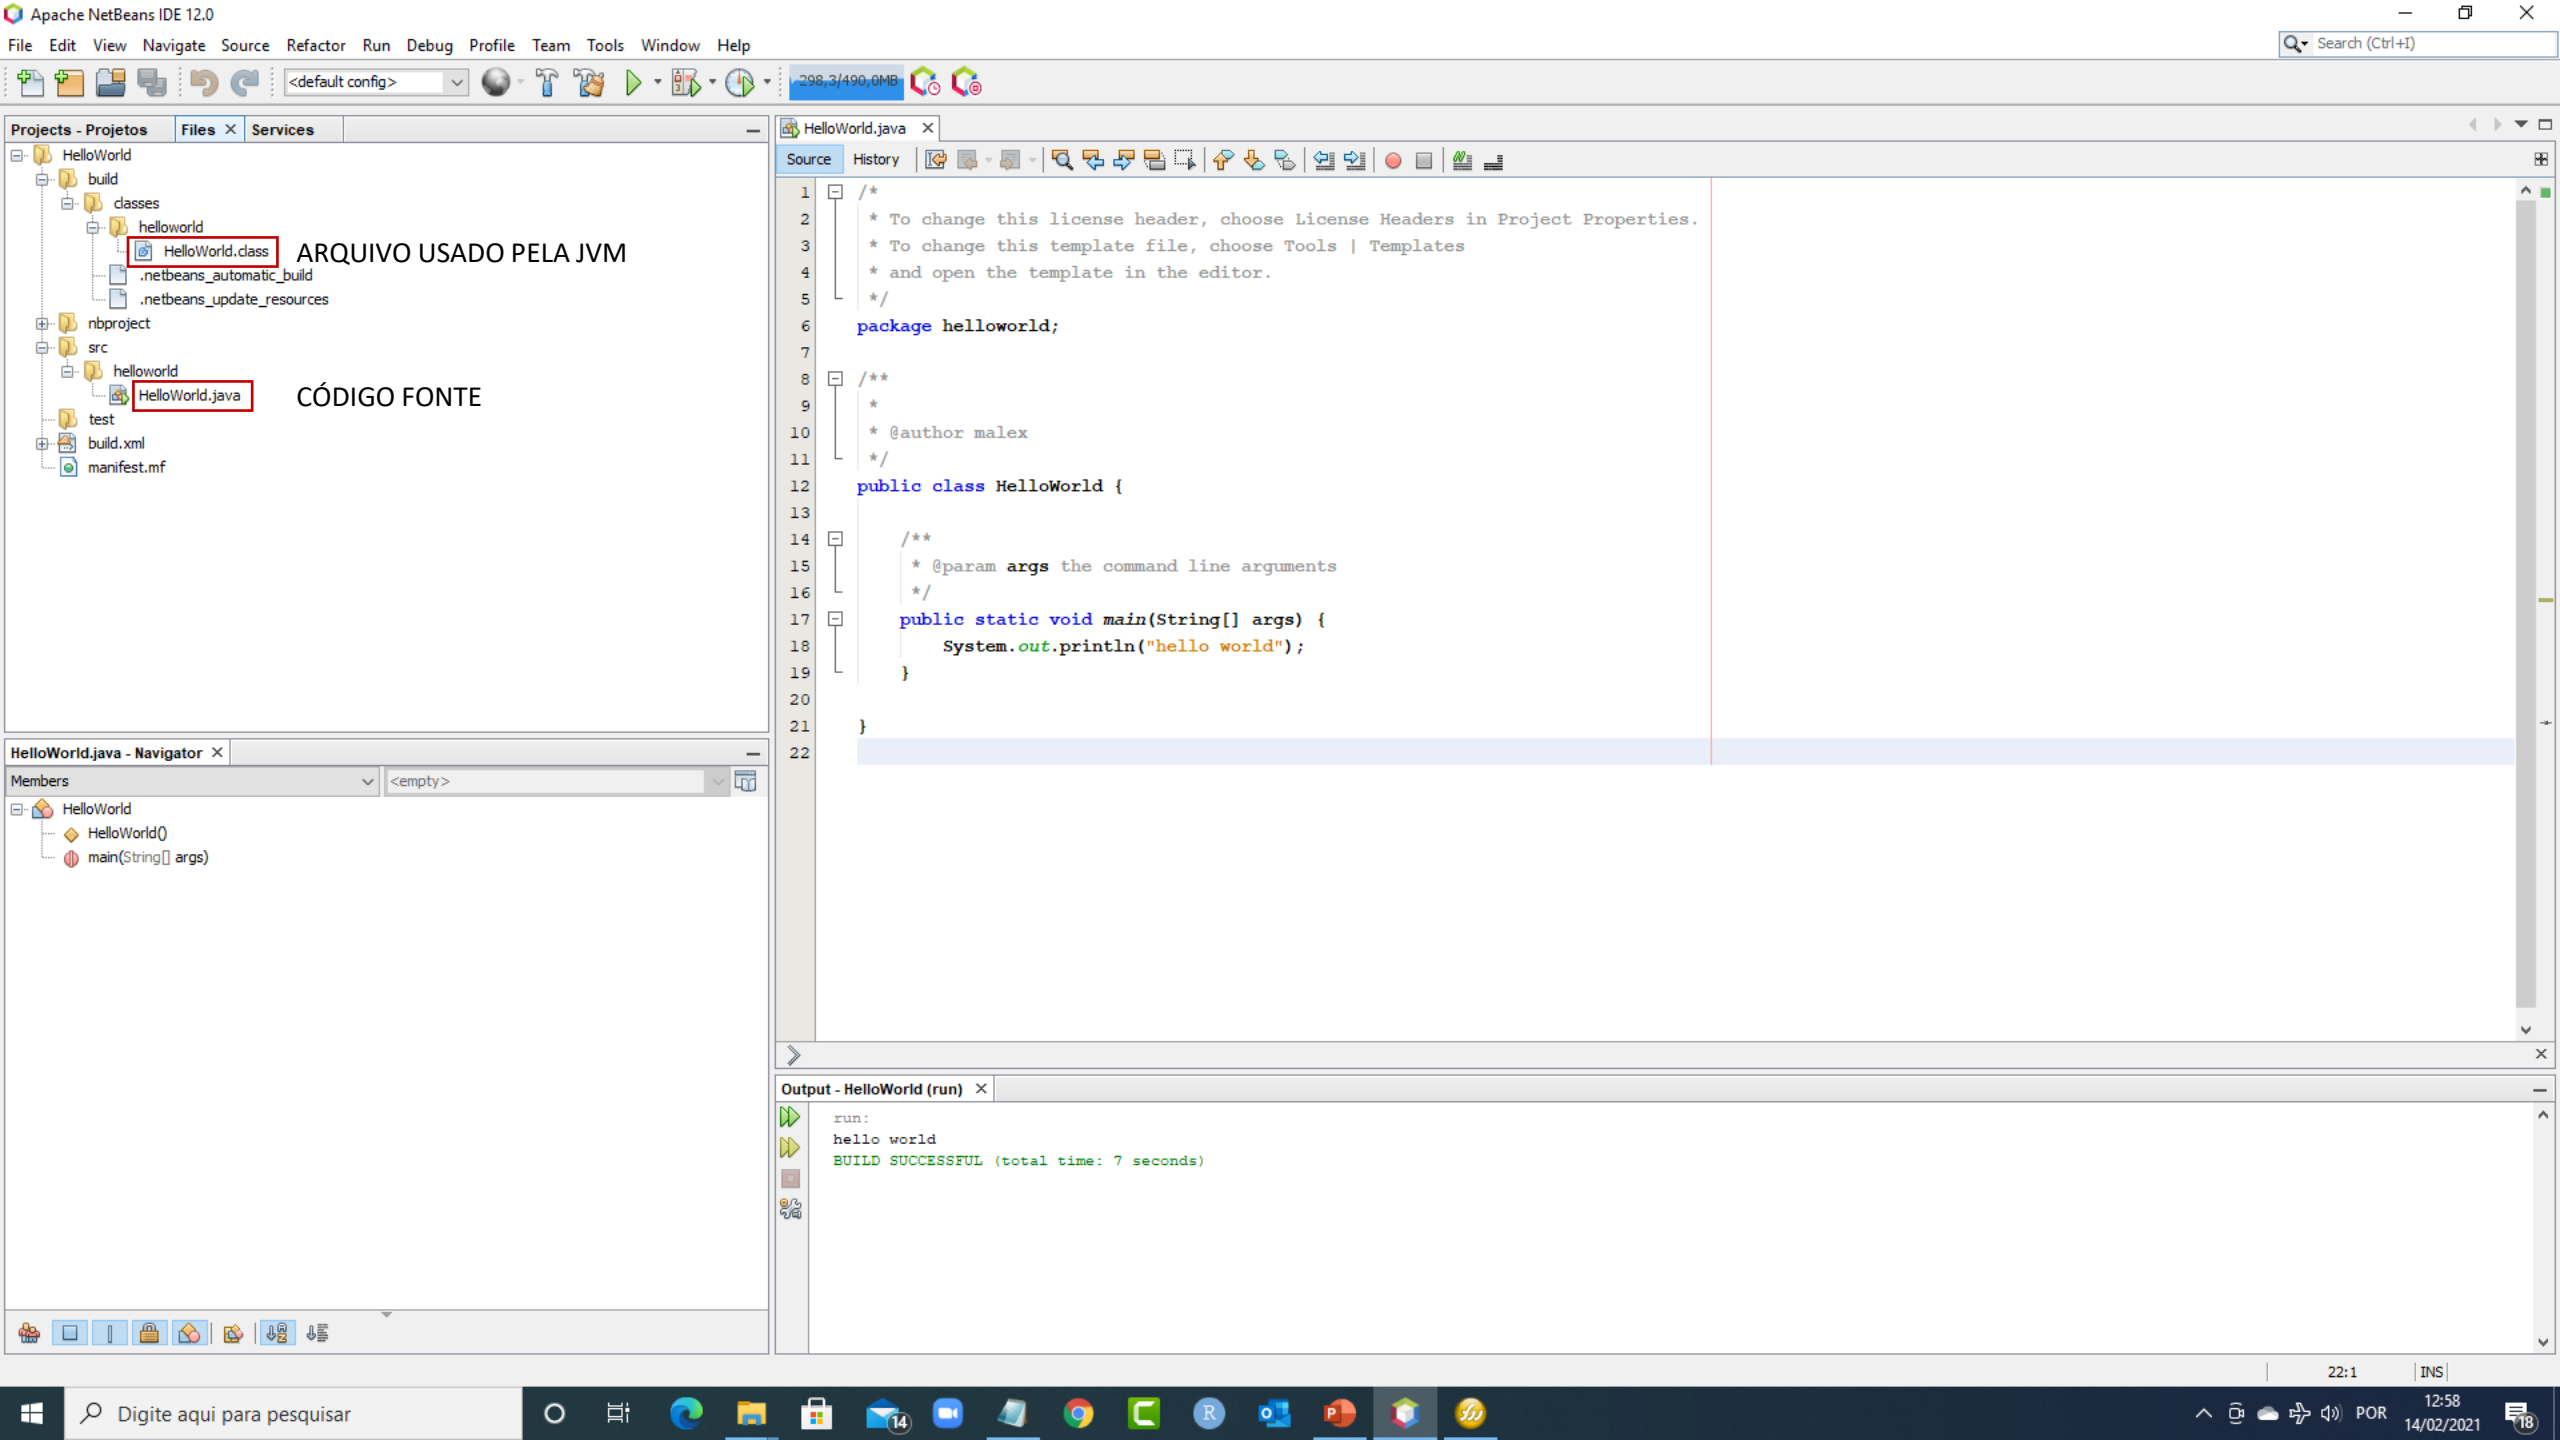 Apache NetBeans IDE 12.0
File Edit View Navigate Source Refactor Run Debug Profile Team Tools Window Help
Search (Ctrl+I)
<default config>
298,3/490,0MB
Projects - Projetos Files Services
HelloWorld
build
classes
helloworld
HelloWorld.class ARQUIVO USADO PELA JVM
.netbeans_automatic_build
.netbeans_update_resources
nbproject
src
helloworld
HelloWorld.java CÓDIGO FONTE
test
build.xml
manifest.mf
HelloWorld.java - Navigator
Members <empty>
HelloWorld
HelloWorld()
main(String[] args)
HelloWorld.java
Source History
1 /*
2 * To change this license header, choose License Headers in Project Properties.
3 * To change this template file, choose Tools | Templates
4 * and open the template in the editor.
5 */
6 package helloworld;
7
8 /**
9 *
10 * @author malex
11 */
12 public class HelloWorld {
13
14 /**
15 * @param args the command line arguments
16 */
17 public static void main(String[] args) {
18 System.out.println("hello world");
19 }
20
21 }
22
Output - HelloWorld (run)
run:
hello world
BUILD SUCCESSFUL (total time: 7 seconds)
22:1 INS
Digite aqui para pesquisar
14
POR
12:58
14/02/2021
18